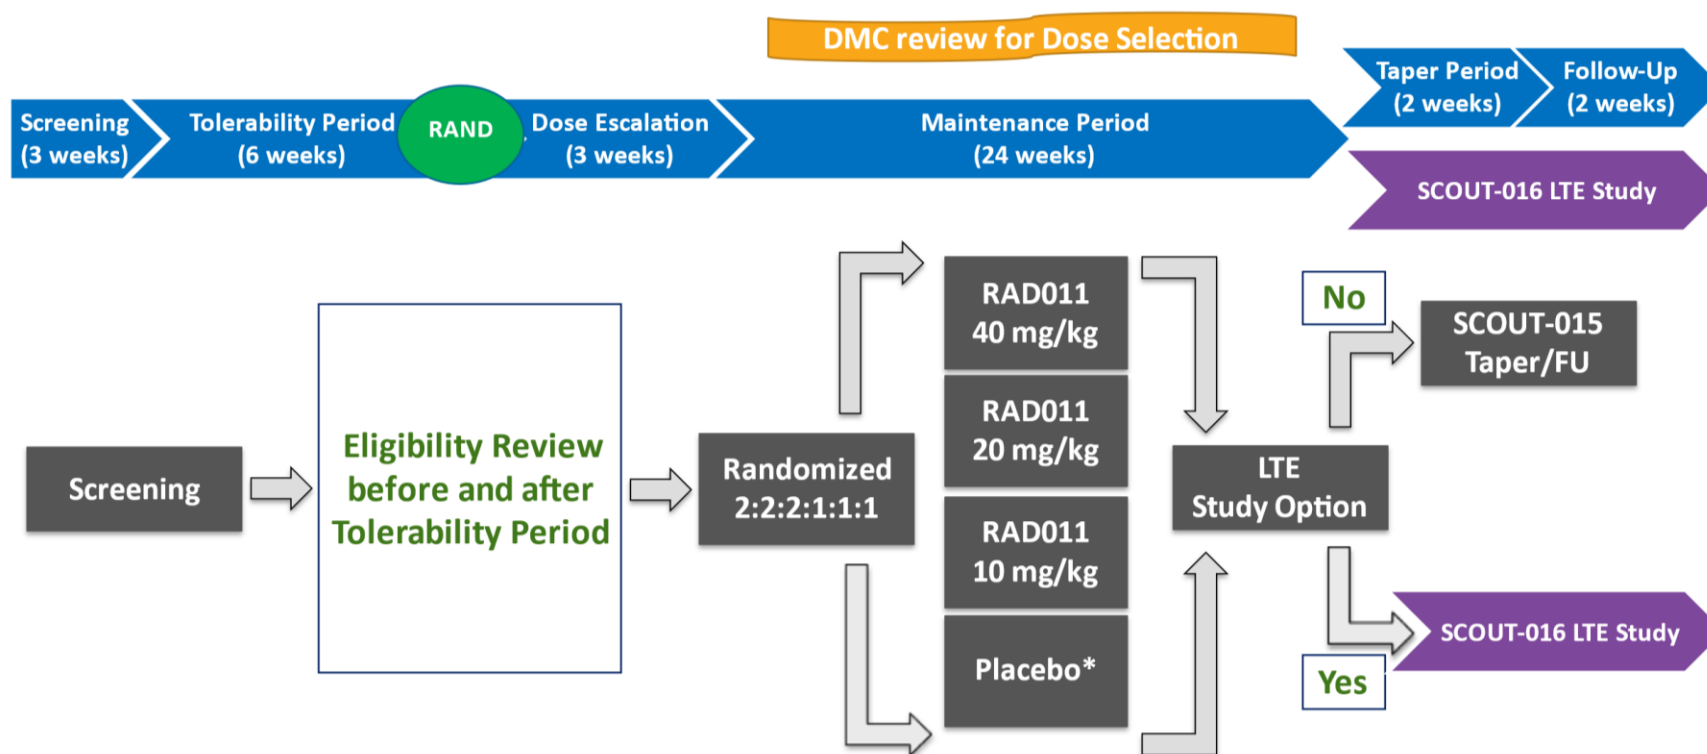 DMC review for Dose Selection
Screening
(3 weeks)
Tolerability Period
(6 weeks)
RAND
Dose Escalation
(3 weeks)
Maintenance Period
(24 weeks)
Taper Period
(2 weeks)
Follow-Up
(2 weeks)
SCOUT-016 LTE Study
Screening
Eligibility Review
before and after
Tolerability Period
Randomized
2:2:2:1:1:1
RAD011
40 mg/kg
RAD011
20 mg/kg
RAD011
10 mg/kg
Placebo*
LTE
Study Option
No
SCOUT-015
Taper/FU
Yes
SCOUT-016 LTE Study